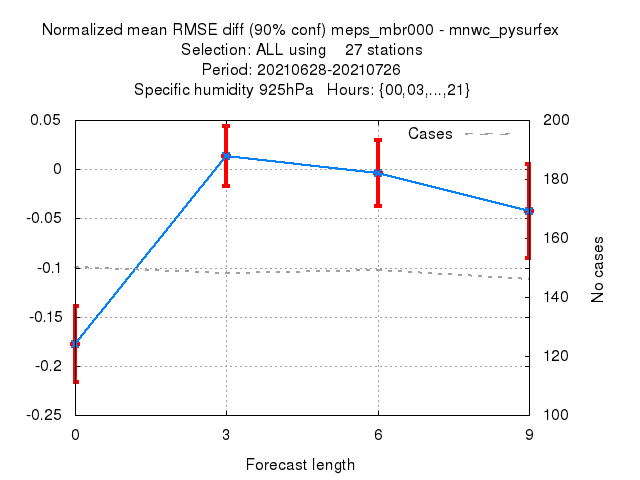 Normalized mean RMSE diff (90% conf) meps_mbr000 - mnwc_pysurfex
Selection: ALL using    27 stations
Period: 20210628-20210726
Specific humidity 925hPa   Hours: {00,03,...,21}
0.05
0
-0.05
-0.1
-0.15
-0.2
-0.25
Cases
200
180
160
140
120
100
No cases
0 3 6 9
Forecast length